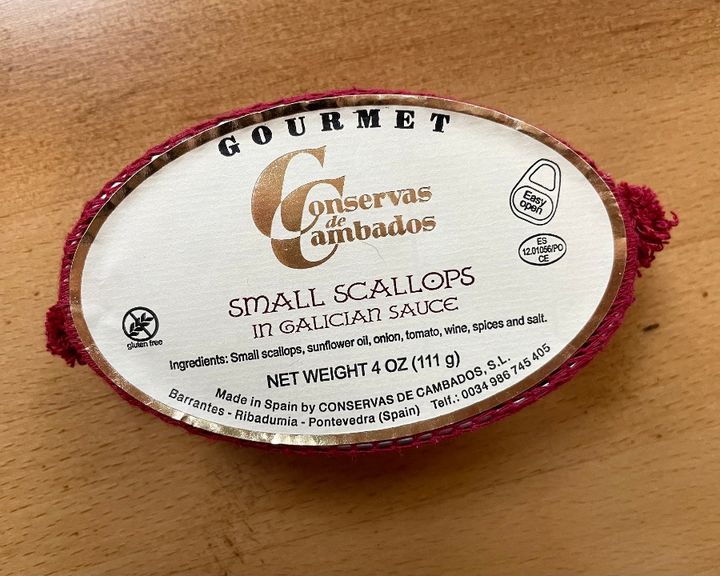 GOURMET
Conservas
de
Cambados
Easy
open
ES
12.01056/PO
CE
SMALL SCALLOPS
IN GALICIAN SAUCE
gluten free
Ingredients: Small scallops, sunflower oil, onion, tomato, wine, spices and salt.
NET WEIGHT 4 OZ (111 g)
Made in Spain by CONSERVAS DE CAMBADOS, S.L.
Barrantes - Ribadumia - Pontevedra (Spain) Telf.: 0034 986 745 405